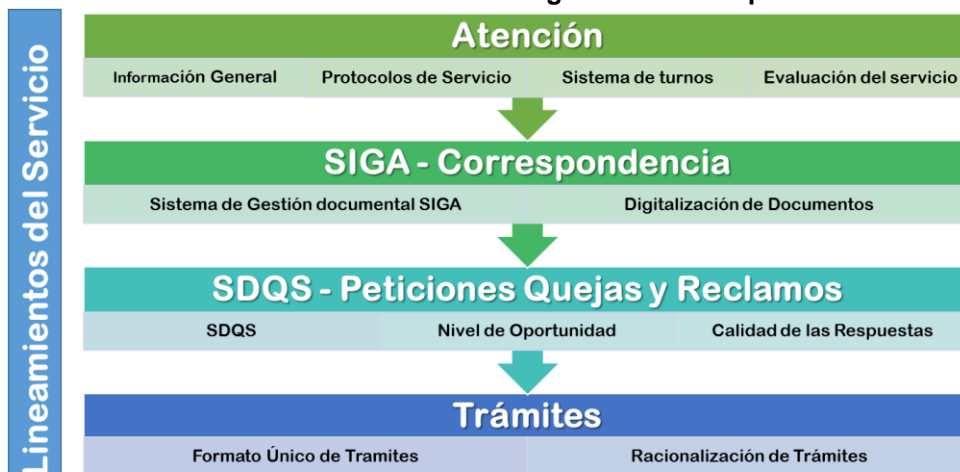 Lineamientos del Servicio
Atención
Información General Protocolos de Servicio Sistema de turnos Evaluación del servicio
SIGA - Correspondencia
Sistema de Gestión documental SIGA Digitalización de Documentos
SDQS - Peticiones Quejas y Reclamos
SDQS Nivel de Oportunidad Calidad de las Respuestas
Trámites
Formato Único de Tramites Racionalización de Trámites